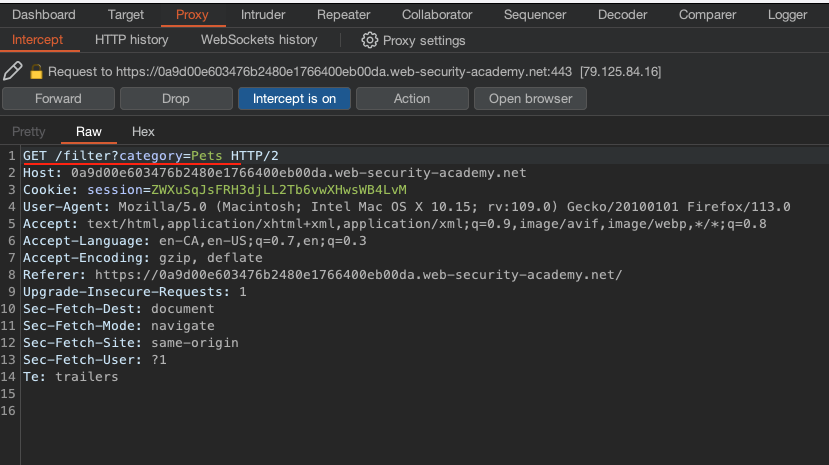 Dashboard Target Proxy Intruder Repeater Collaborator Sequencer Decoder Comparer Logger
Intercept HTTP history WebSockets history Proxy settings
Request to https://0a9d00e603476b2480e1766400eb00da.web-security-academy.net:443 [79.125.84.16]
Forward Drop Intercept is on Action Open browser
Pretty Raw Hex
1 GET /filter?category=Pets HTTP/2
2 Host: 0a9d00e603476b2480e1766400eb00da.web-security-academy.net
3 Cookie: session=ZWXuSqJsFRH3djLL2Tb6vwXHwsWB4LvM
4 User-Agent: Mozilla/5.0 (Macintosh; Intel Mac OS X 10.15; rv:109.0) Gecko/20100101 Firefox/113.0
5 Accept: text/html,application/xhtml+xml,application/xml;q=0.9,image/avif,image/webp,*/*;q=0.8
6 Accept-Language: en-CA,en-US;q=0.7,en;q=0.3
7 Accept-Encoding: gzip, deflate
8 Referer: https://0a9d00e603476b2480e1766400eb00da.web-security-academy.net/
9 Upgrade-Insecure-Requests: 1
10 Sec-Fetch-Dest: document
11 Sec-Fetch-Mode: navigate
12 Sec-Fetch-Site: same-origin
13 Sec-Fetch-User: ?1
14 Te: trailers
15
16